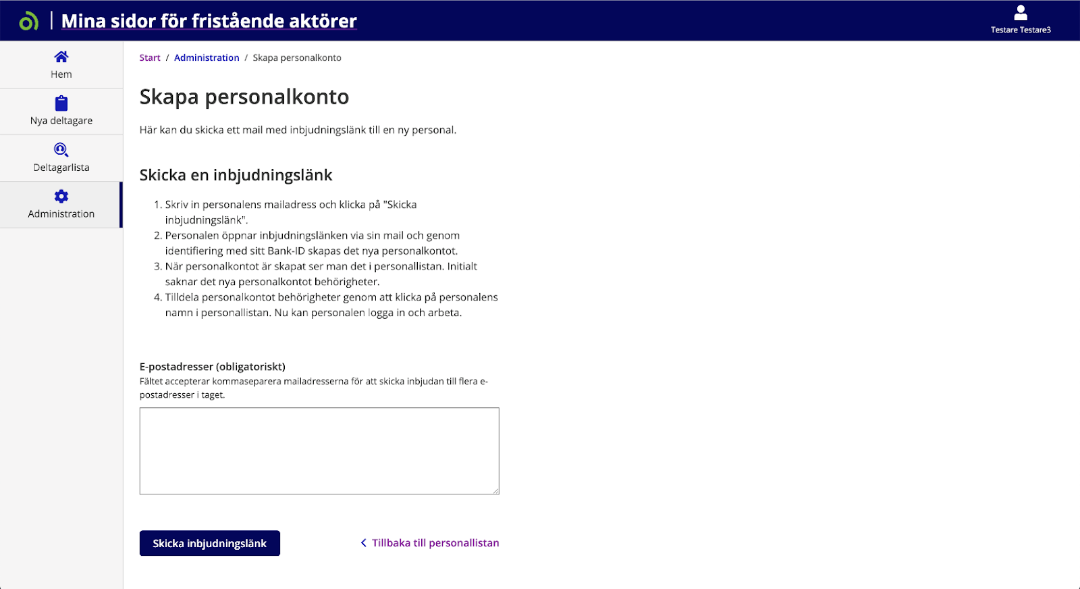 Mina sidor för fristående aktörer
Testare Testare3
Hem
Nya deltagare
Deltagarlista
Administration
Start / Administration / Skapa personalkonto
Skapa personalkonto
Här kan du skicka ett mail med inbjudningslänk till en ny personal.
Skicka en inbjudningslänk
1. Skriv in personalens mailadress och klicka på "Skicka
inbjudningslänk".
2. Personalen öppnar inbjudningslänken via sin mail och genom
identifiering med sitt Bank-ID skapas det nya personalkontot.
3. När personalkontot är skapat ser man det i personallistan. Initialt
saknar det nya personalkontot behörigheter.
4. Tilldela personalkontot behörigheter genom att klicka på personalens
namn i personallistan. Nu kan personalen logga in och arbeta.
E-postadresser (obligatoriskt)
Fältet accepterar kommaseparera mailadresserna för att skicka inbjudan till flera e-
postadresser i taget.
Skicka inbjudningslänk
Tillbaka till personallistan